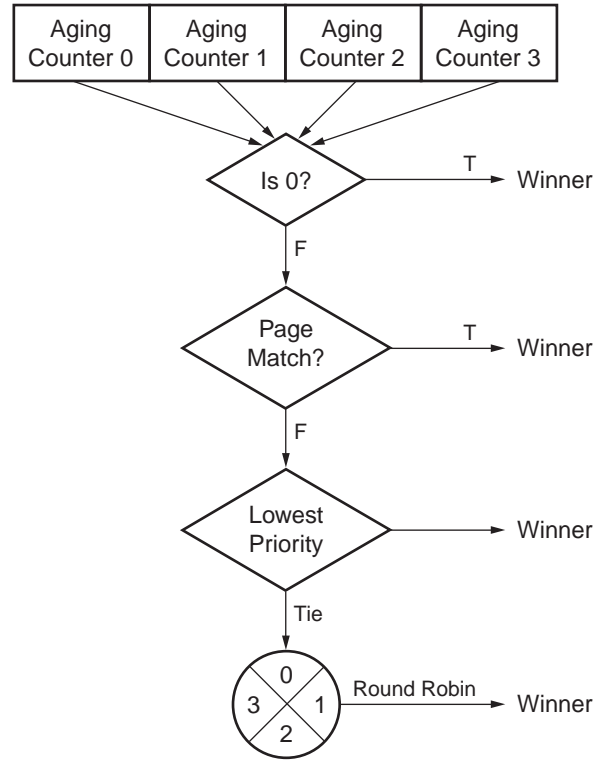 Aging
Counter 0
Aging
Counter 1
Aging
Counter 2
Aging
Counter 3
Is 0?
T
Winner
F
Page
Match?
T
Winner
F
Lowest
Priority
Winner
Tie
0
3
1
2
Round Robin
Winner